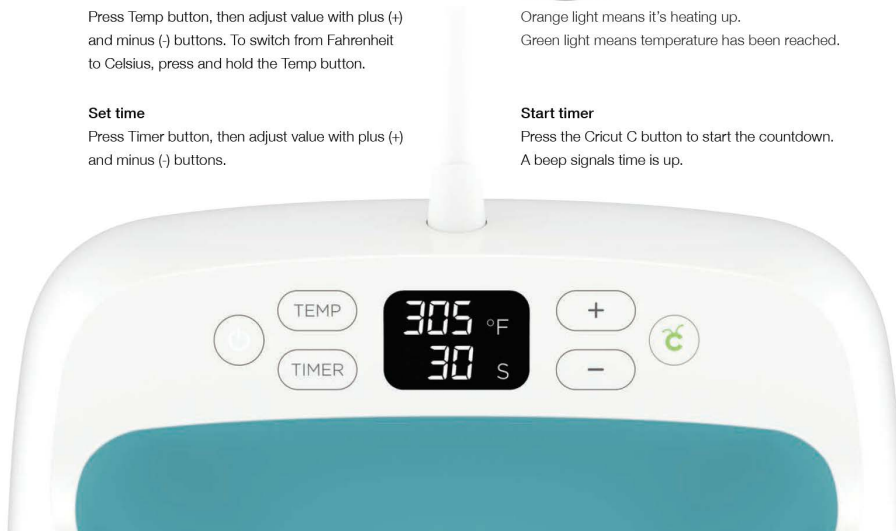 Press Temp button, then adjust value with plus (+)
and minus (-) buttons. To switch from Fahrenheit
to Celsius, press and hold the Temp button.
Orange light means it's heating up.
Green light means temperature has been reached.
Set time
Press Timer button, then adjust value with plus (+)
and minus (-) buttons.
Start timer
Press the Cricut C button to start the countdown.
A beep signals time is up.
TEMP
TIMER
305 °F
30 S
+
−
C